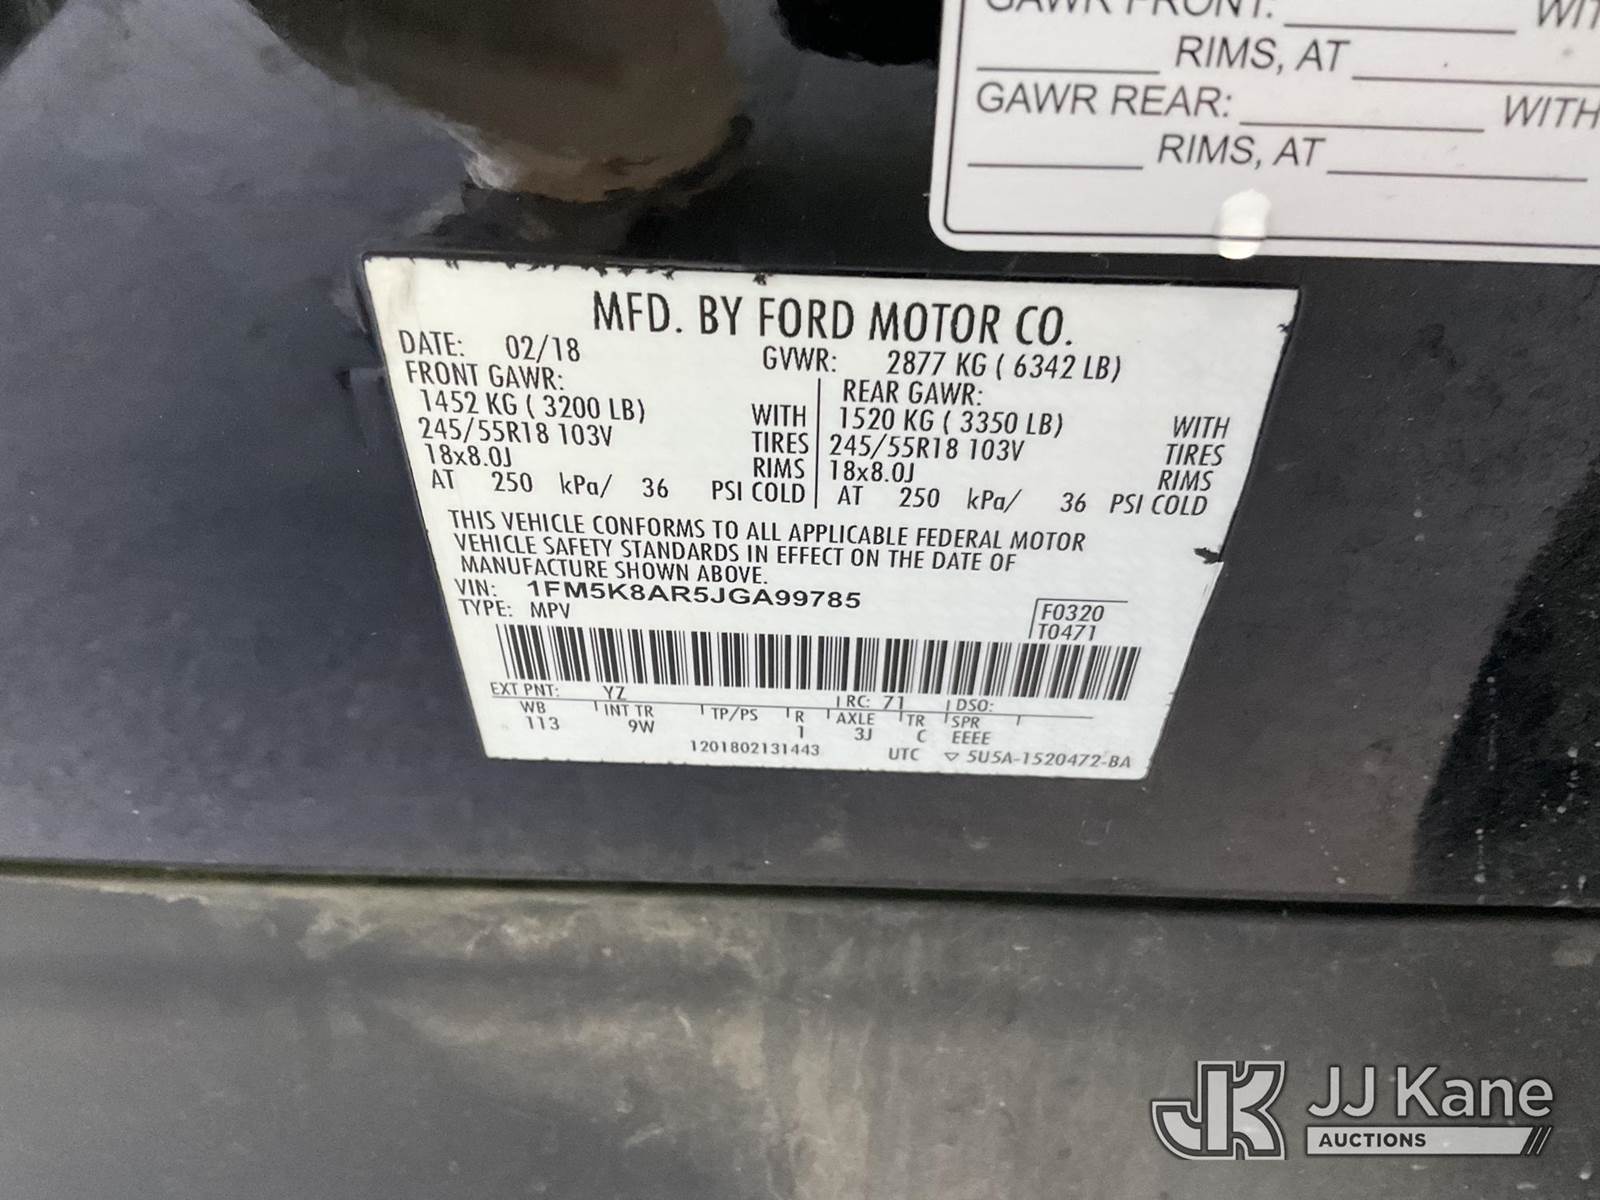 GAWR FRONT: WIT
RIMS, AT
GAWR REAR: WITH
RIMS, AT
MFD. BY FORD MOTOR CO.
DATE: 02/18 GVWR: 2877 KG ( 6342 LB)
FRONT GAWR: REAR GAWR:
1452 KG ( 3200 LB) WITH 1520 KG ( 3350 LB) WITH
245/55R18 103V TIRES 245/55R18 103V TIRES
18x8.0J RIMS 18x8.0J RIMS
AT 250 kPa/ 36 PSI COLD AT 250 kPa/ 36 PSI COLD
THIS VEHICLE CONFORMS TO ALL APPLICABLE FEDERAL MOTOR
VEHICLE SAFETY STANDARDS IN EFFECT ON THE DATE OF
MANUFACTURE SHOWN ABOVE.
VIN: 1FM5K8AR5JGA99785
TYPE: MPV F0320
T0471
EXT PNT: YZ RC: 71 DSO:
WB INT TR TP/PS R AXLE TR SPR
113 9W 1 3J C EEEE
1201802131443 UTC ▽ 5U5A-1520472-BA
JK JJ Kane
AUCTIONS